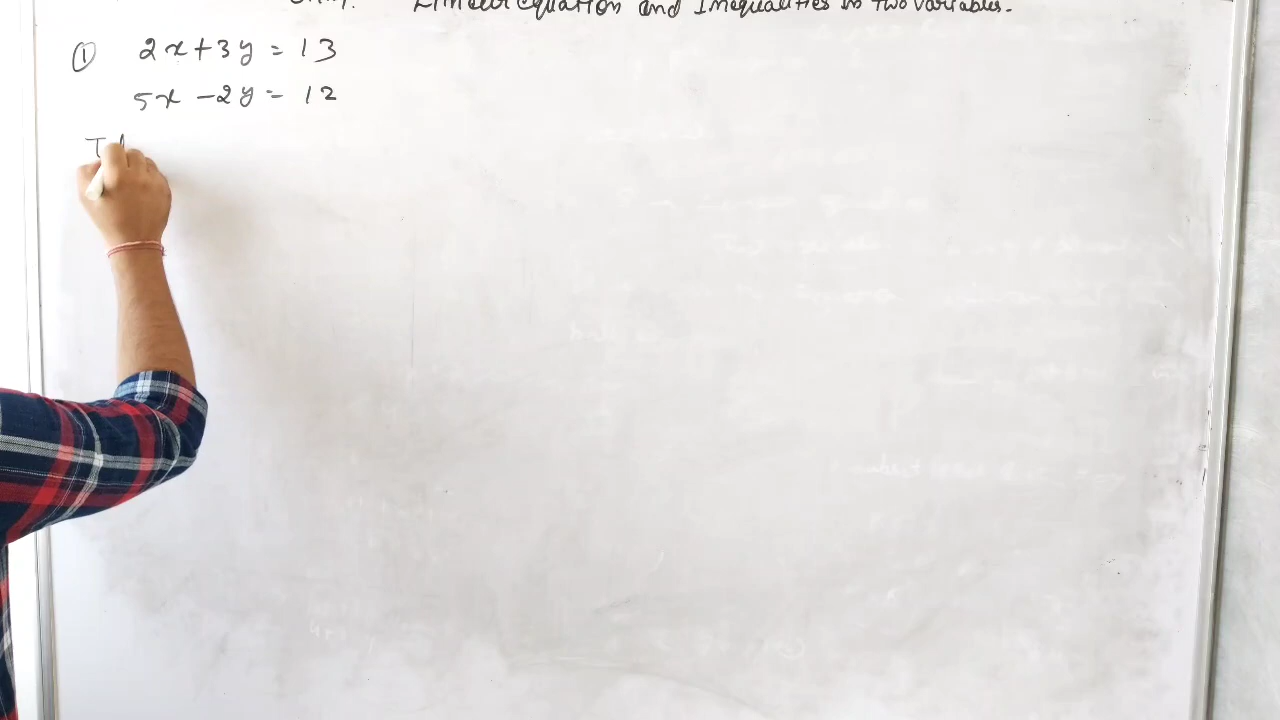 Linear equation and Inequalities in two variables.
① 2x+3y = 13
5x -2y = 12